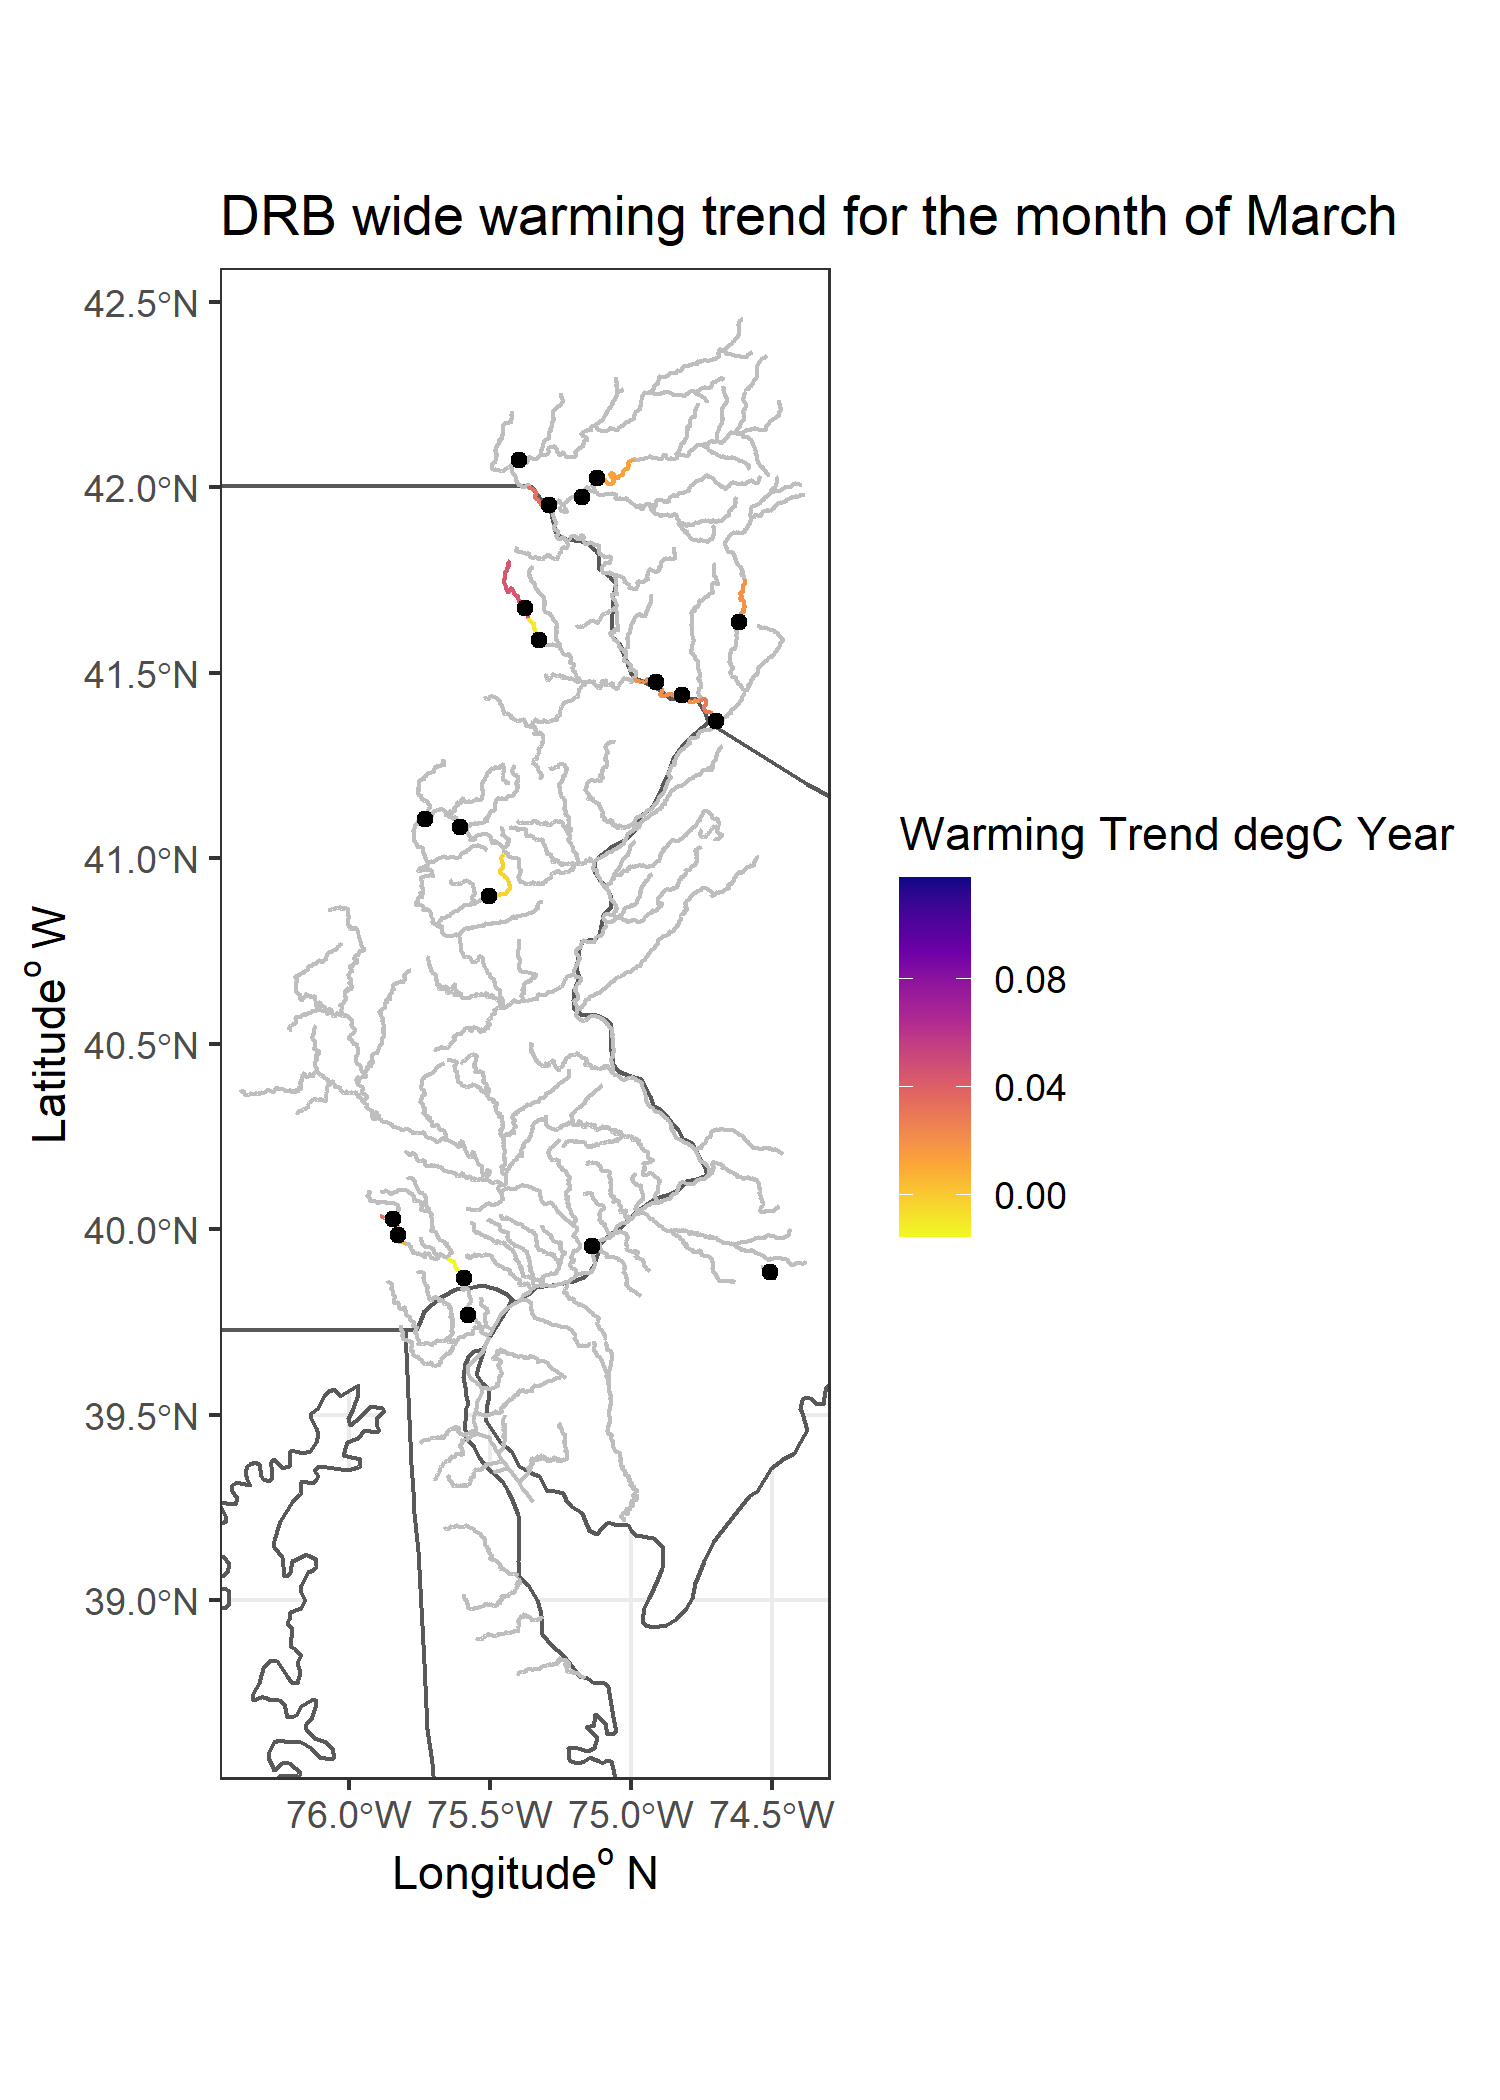 DRB wide warming trend for the month of March
42.5°N
42.0°N
41.5°N
41.0°N
40.5°N
40.0°N
39.5°N
39.0°N
Latitude° W
76.0°W 75.5°W 75.0°W 74.5°W
Longitude° N
Warming Trend degC Year
0.08
0.04
0.00